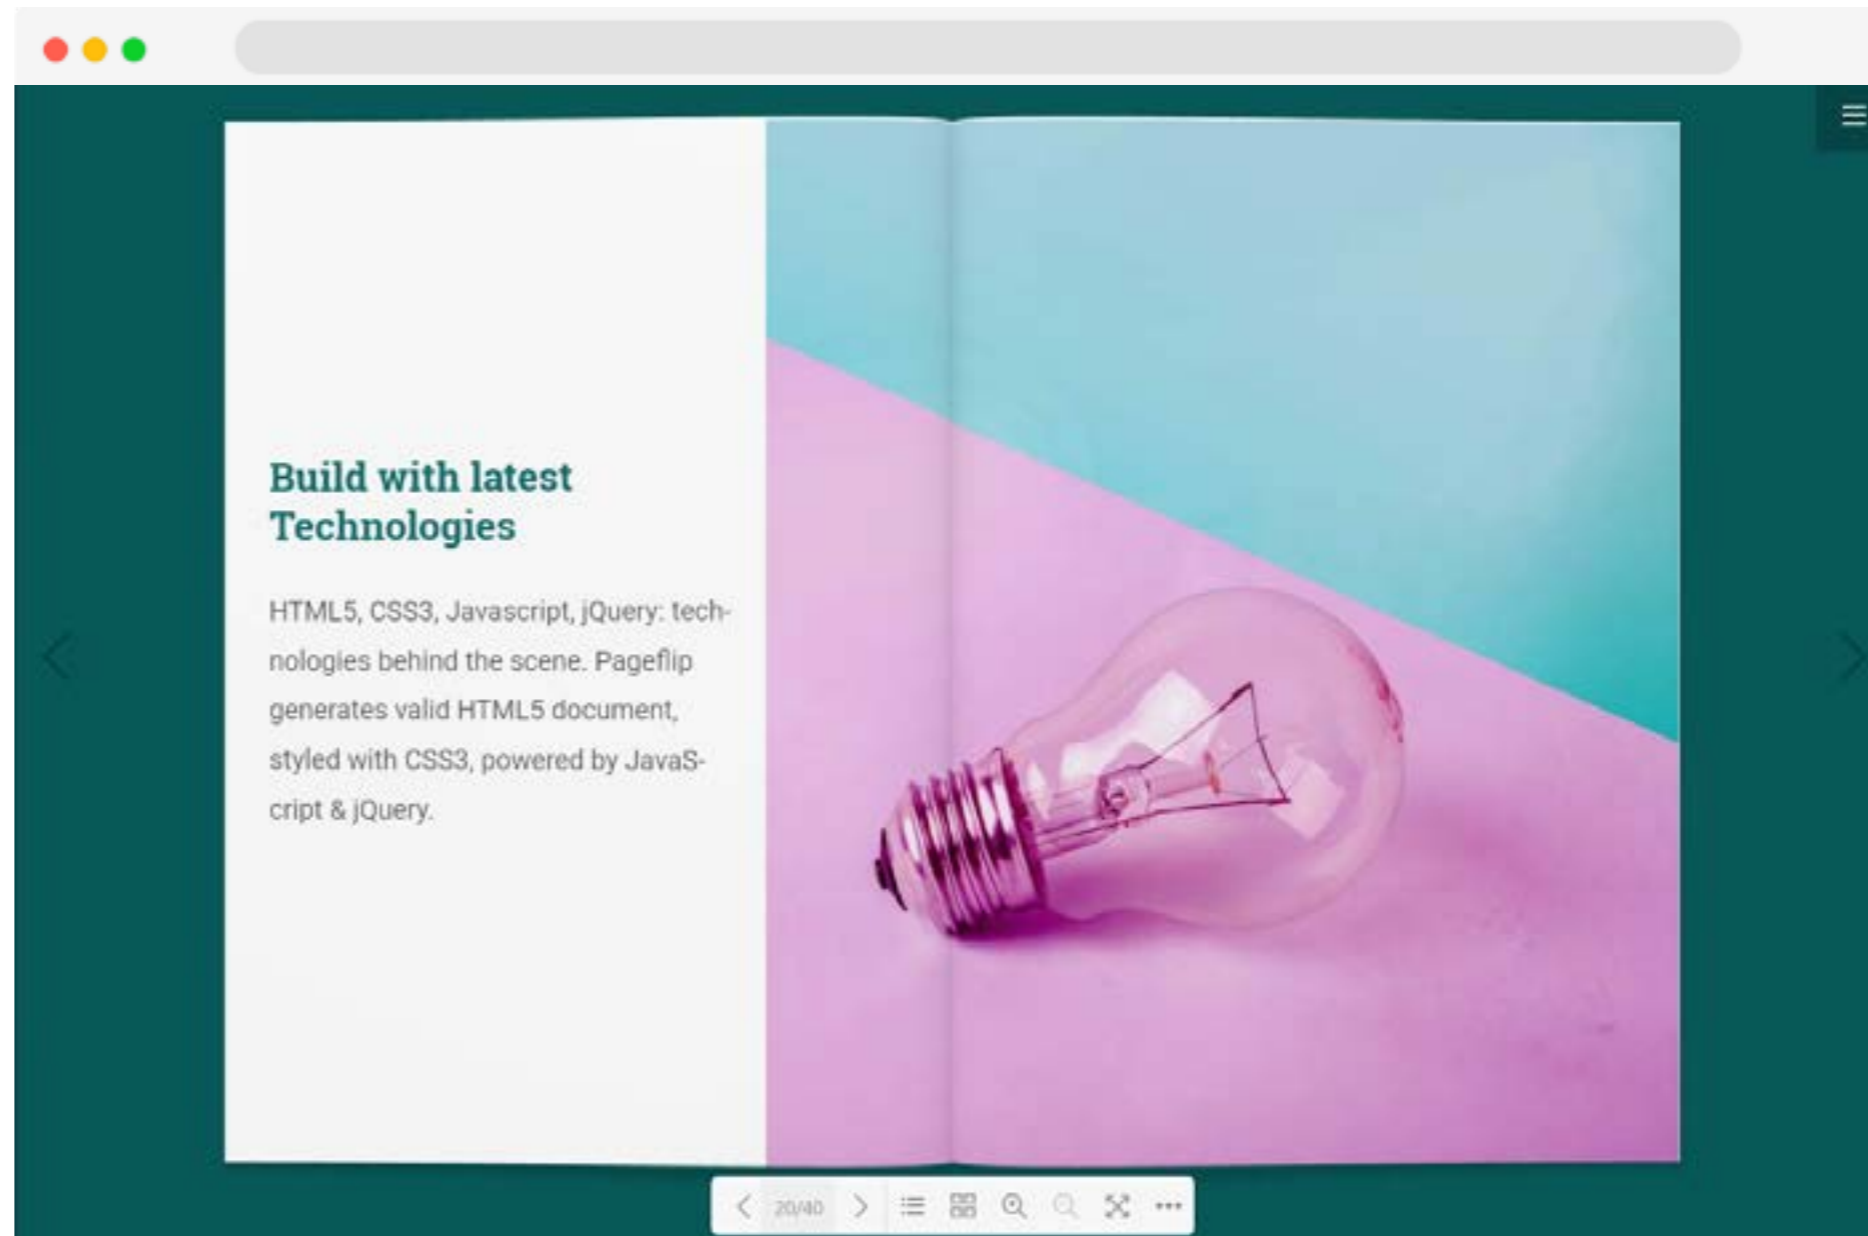 Build with latest
Technologies
HTML5, CSS3, Javascript, jQuery: tech-
nologies behind the scene. Pageflip
generates valid HTML5 document,
styled with CSS3, powered by JavaS-
cript & jQuery.
20/40